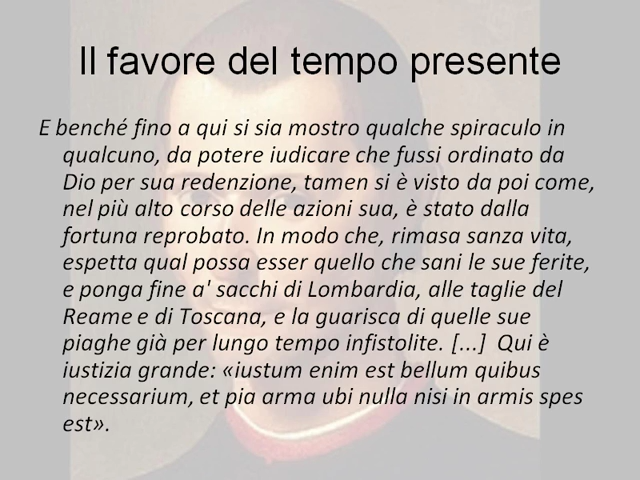 Il favore del tempo presente
E benché fino a qui si sia mostro qualche spiraculo in
qualcuno, da potere iudicare che fussi ordinato da
Dio per sua redenzione, tamen si è visto da poi come,
nel più alto corso delle azioni sua, è stato dalla
fortuna reprobato. In modo che, rimasa sanza vita,
espetta qual possa esser quello che sani le sue ferite,
e ponga fine a' sacchi di Lombardia, alle taglie del
Reame e di Toscana, e la guarisca di quelle sue
piaghe già per lungo tempo infistolite. [...] Qui è
iustizia grande: «iustum enim est bellum quibus
necessarium, et pia arma ubi nulla nisi in armis spes
est».